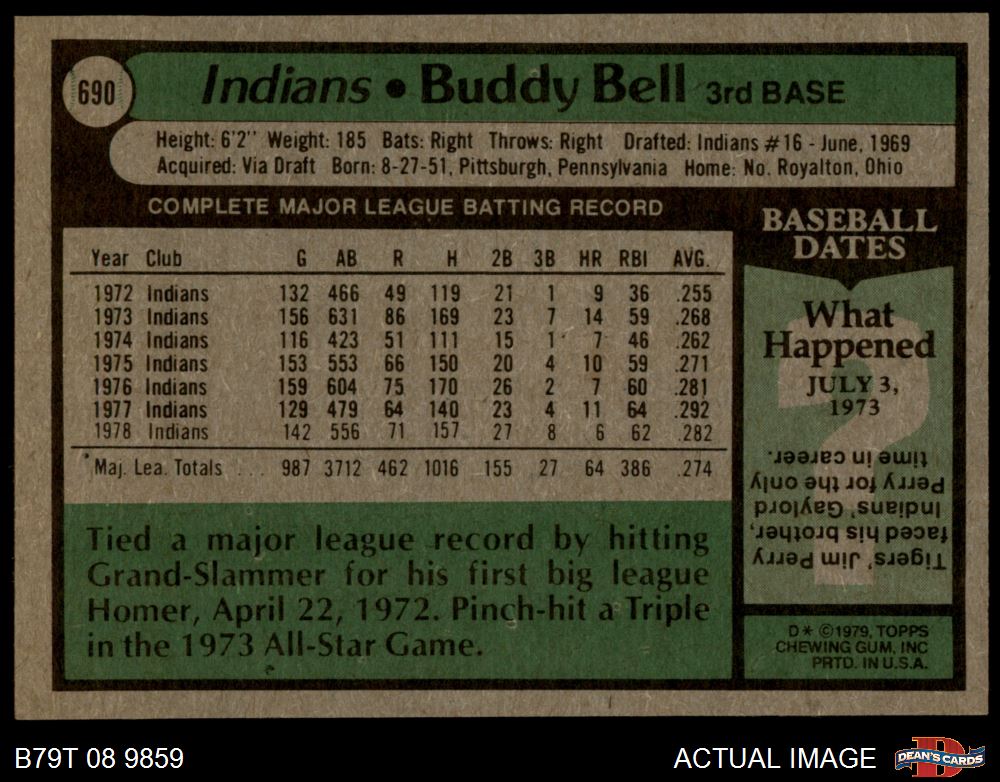 690
Indians • Buddy Bell 3rd BASE
Height: 6'2" Weight: 185 Bats: Right Throws: Right Drafted: Indians #16 - June, 1969
Acquired: Via Draft Born: 8-27-51, Pittsburgh, Pennsylvania Home: No. Royalton, Ohio
COMPLETE MAJOR LEAGUE BATTING RECORD
Year Club G AB R H 2B 3B HR RBI AVG.
1972 Indians 132 466 49 119 21 1 9 36 .255
1973 Indians 156 631 86 169 23 7 14 59 .268
1974 Indians 116 423 51 111 15 1 7 46 .262
1975 Indians 153 553 66 150 20 4 10 59 .271
1976 Indians 159 604 75 170 26 2 7 60 .281
1977 Indians 129 479 64 140 23 4 11 64 .292
1978 Indians 142 556 71 157 27 8 6 62 .282
Maj. Lea. Totals ... 987 3712 462 1016 155 27 64 386 .274
Tied a major league record by hitting
Grand-Slammer for his first big league
Homer, April 22, 1972. Pinch-hit a Triple
in the 1973 All-Star Game.
BASEBALL
DATES
What
Happened
JULY 3,
1973
?
Tigers' Jim Perry
faced his brother,
Indians' Gaylord
Perry for the only
time in career.
D* ©1979, TOPPS
CHEWING GUM, INC
PRTD. IN U.S.A.
B79T 08 9859
ACTUAL IMAGE
D
DEAN'S CARDS